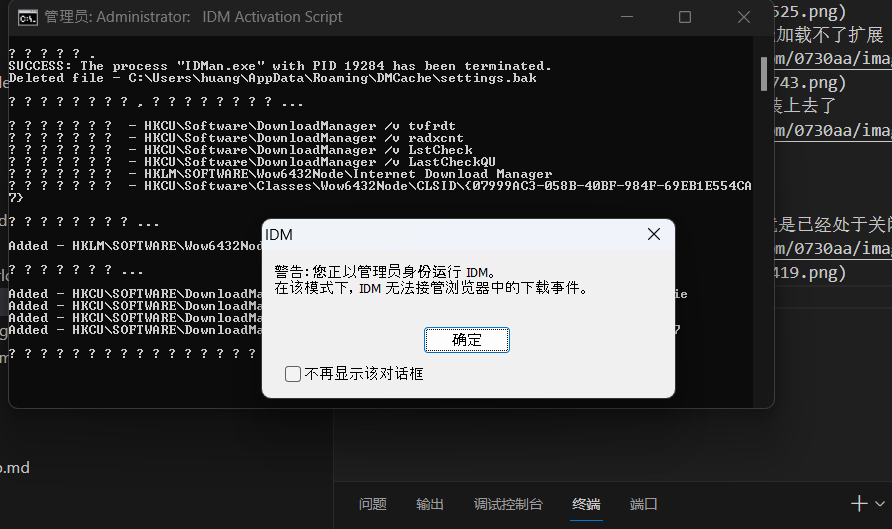 管理员: Administrator: IDM Activation Script
525.png)
加载不了扩展
om/0730aa/ima
743.png)
装上去了
om/0730aa/ima
就是已经处于关闭
om/0730aa/ima
419.png)
? ? ? ? ? .
SUCCESS: The process "IDMan.exe" with PID 19284 has been terminated.
Deleted file - C:\Users\huang\AppData\Roaming\DMCache\settings.bak
? ? ? ? ? ? ? ? , ? ? ? ? ? ? ? ? ...
? ? ? ? ? ? ? - HKCU\Software\DownloadManager /v tvfrdt
? ? ? ? ? ? ? - HKCU\Software\DownloadManager /v radxcnt
? ? ? ? ? ? ? - HKCU\Software\DownloadManager /v LstCheck
? ? ? ? ? ? ? - HKCU\Software\DownloadManager /v LastCheckQU
? ? ? ? ? ? ? - HKLM\SOFTWARE\Wow6432Node\Internet Download Manager
? ? ? ? ? ? ? - HKCU\Software\Classes\Wow6432Node\CLSID\{07999AC3-058B-40BF-984F-69EB1E554CA
7}
? ? ? ? ? ? ? ? ...
Added - HKLM\SOFTWARE\Wow6432Nod
? ? ? ? ? ? ? ...
Added - HKCU\SOFTWARE\DownloadMa
Added - HKCU\SOFTWARE\DownloadMa
Added - HKCU\SOFTWARE\DownloadMa
Added - HKCU\SOFTWARE\DownloadMa
? ? ? ? ? ? ? ? ? ? ? ? ? ? ? ?
IDM
警告:您正以管理员身份运行 IDM。
在该模式下, IDM 无法接管浏览器中的下载事件。
确定
不再显示该对话框
o.md
问题 输出 调试控制台 终端 端口